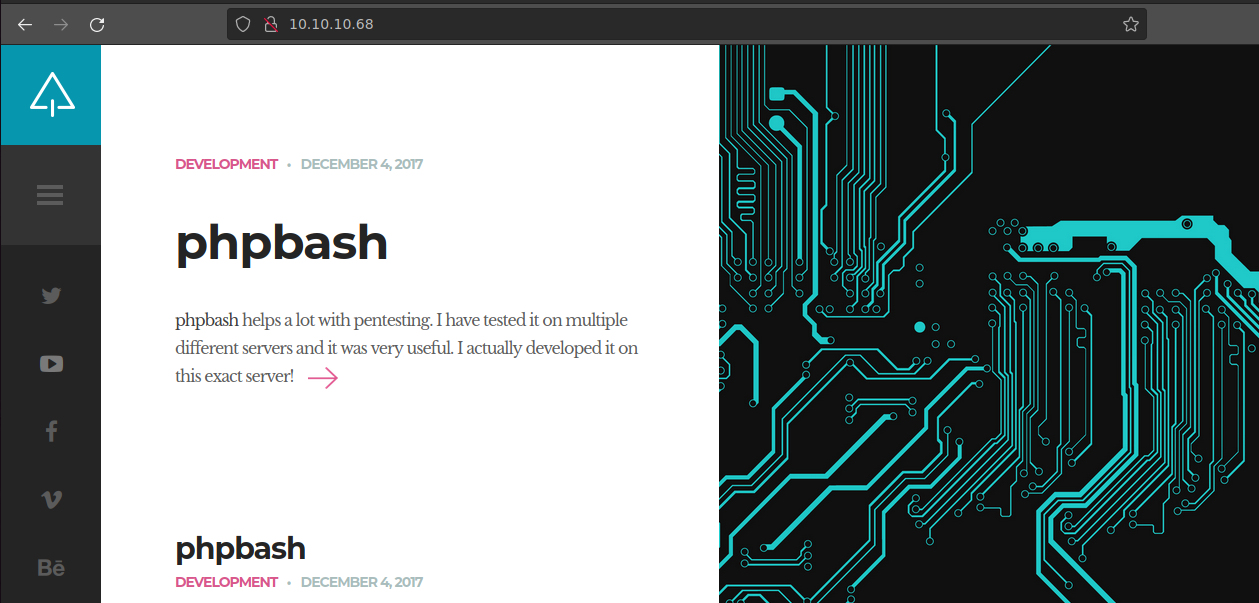 10.10.10.68
DEVELOPMENT • DECEMBER 4, 2017
phpbash
phpbash helps a lot with pentesting. I have tested it on multiple
different servers and it was very useful. I actually developed it on
this exact server!
phpbash
DEVELOPMENT • DECEMBER 4, 2017
Bē